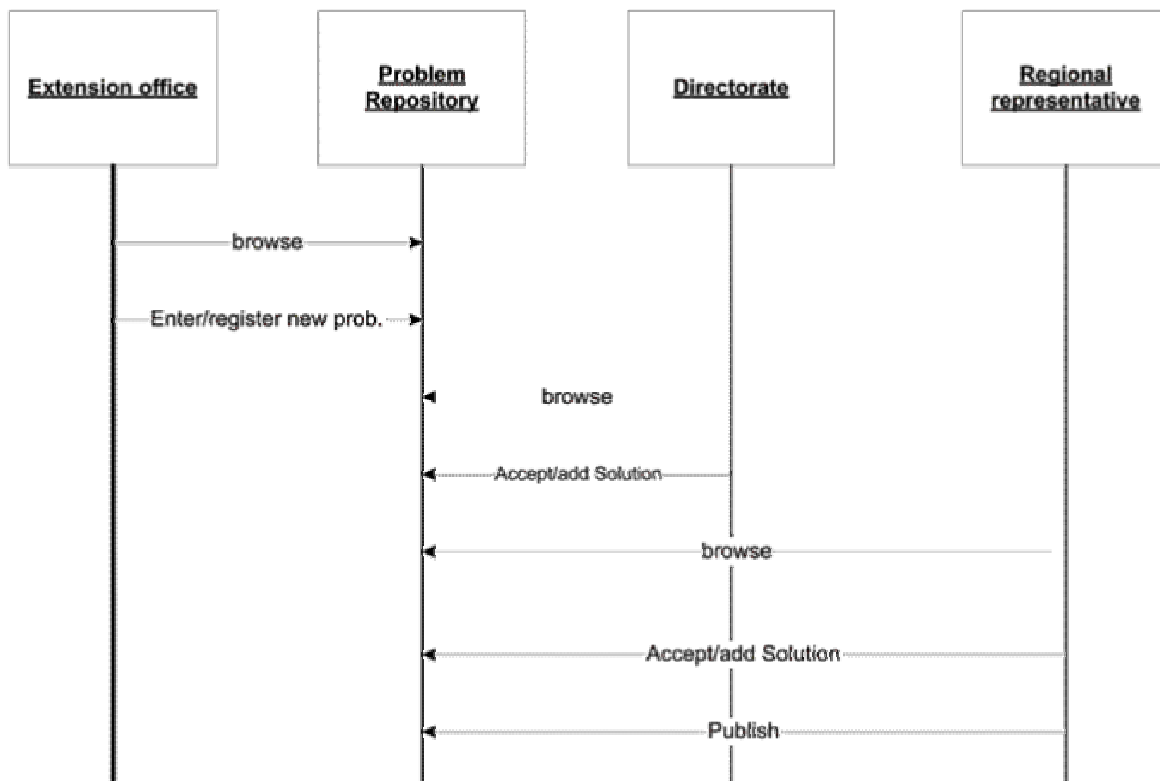 Extension office
Problem
Repository
Directorate
Regional
representative
browse
Enter/register new prob.
browse
Accept/add Solution
browse
Accept/add Solution
Publish